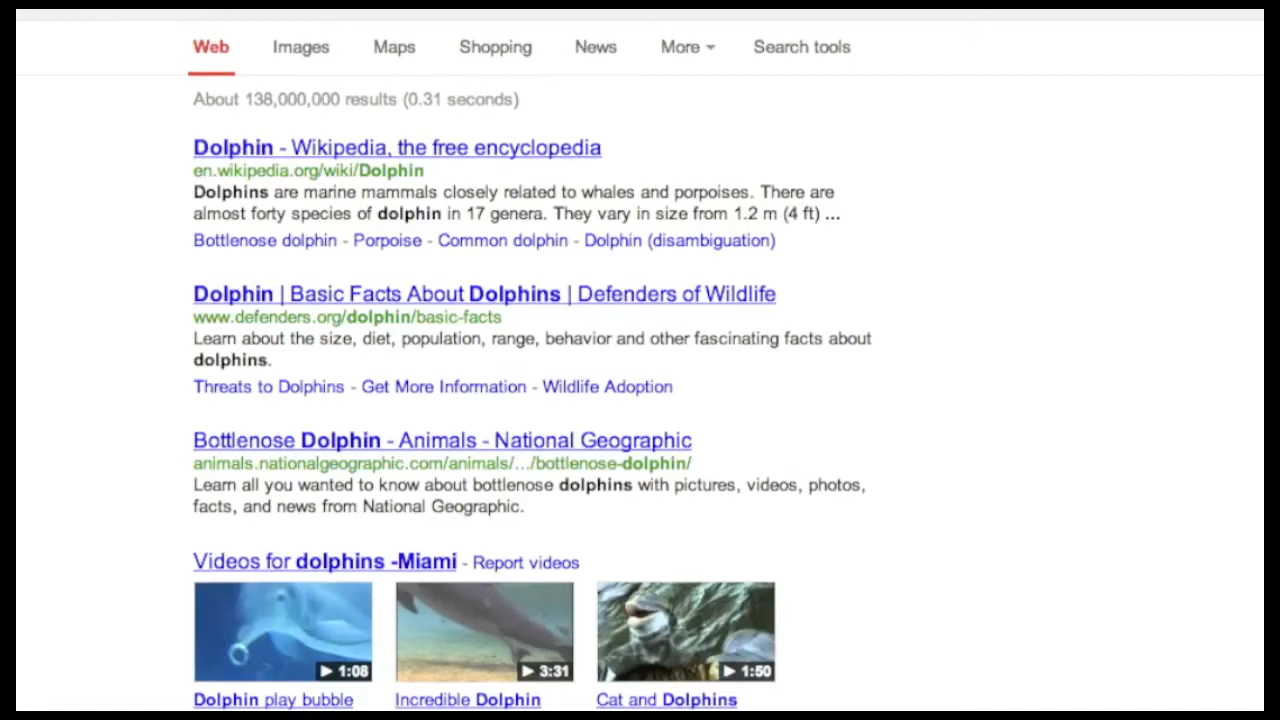 Web Images Maps Shopping News More Search tools
About 138,000,000 results (0.31 seconds)
Dolphin - Wikipedia, the free encyclopedia
en.wikipedia.org/wiki/Dolphin
Dolphins are marine mammals closely related to whales and porpoises. There are
almost forty species of dolphin in 17 genera. They vary in size from 1.2 m (4 ft) ...
Bottlenose dolphin - Porpoise - Common dolphin - Dolphin (disambiguation)
Dolphin | Basic Facts About Dolphins | Defenders of Wildlife
www.defenders.org/dolphin/basic-facts
Learn about the size, diet, population, range, behavior and other fascinating facts about
dolphins.
Threats to Dolphins - Get More Information - Wildlife Adoption
Bottlenose Dolphin - Animals - National Geographic
animals.nationalgeographic.com/animals/.../bottlenose-dolphin/
Learn all you wanted to know about bottlenose dolphins with pictures, videos, photos,
facts, and news from National Geographic.
Videos for dolphins -Miami - Report videos
1:08 3:31 1:50
Dolphin play bubble Incredible Dolphin Cat and Dolphins